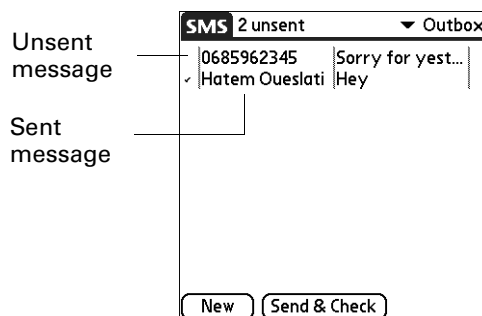 Unsent
message
Sent
message
SMS 2 unsent Outbox
0685962345 Sorry for yest...
✓ Hatem Oueslati Hey
New Send & Check